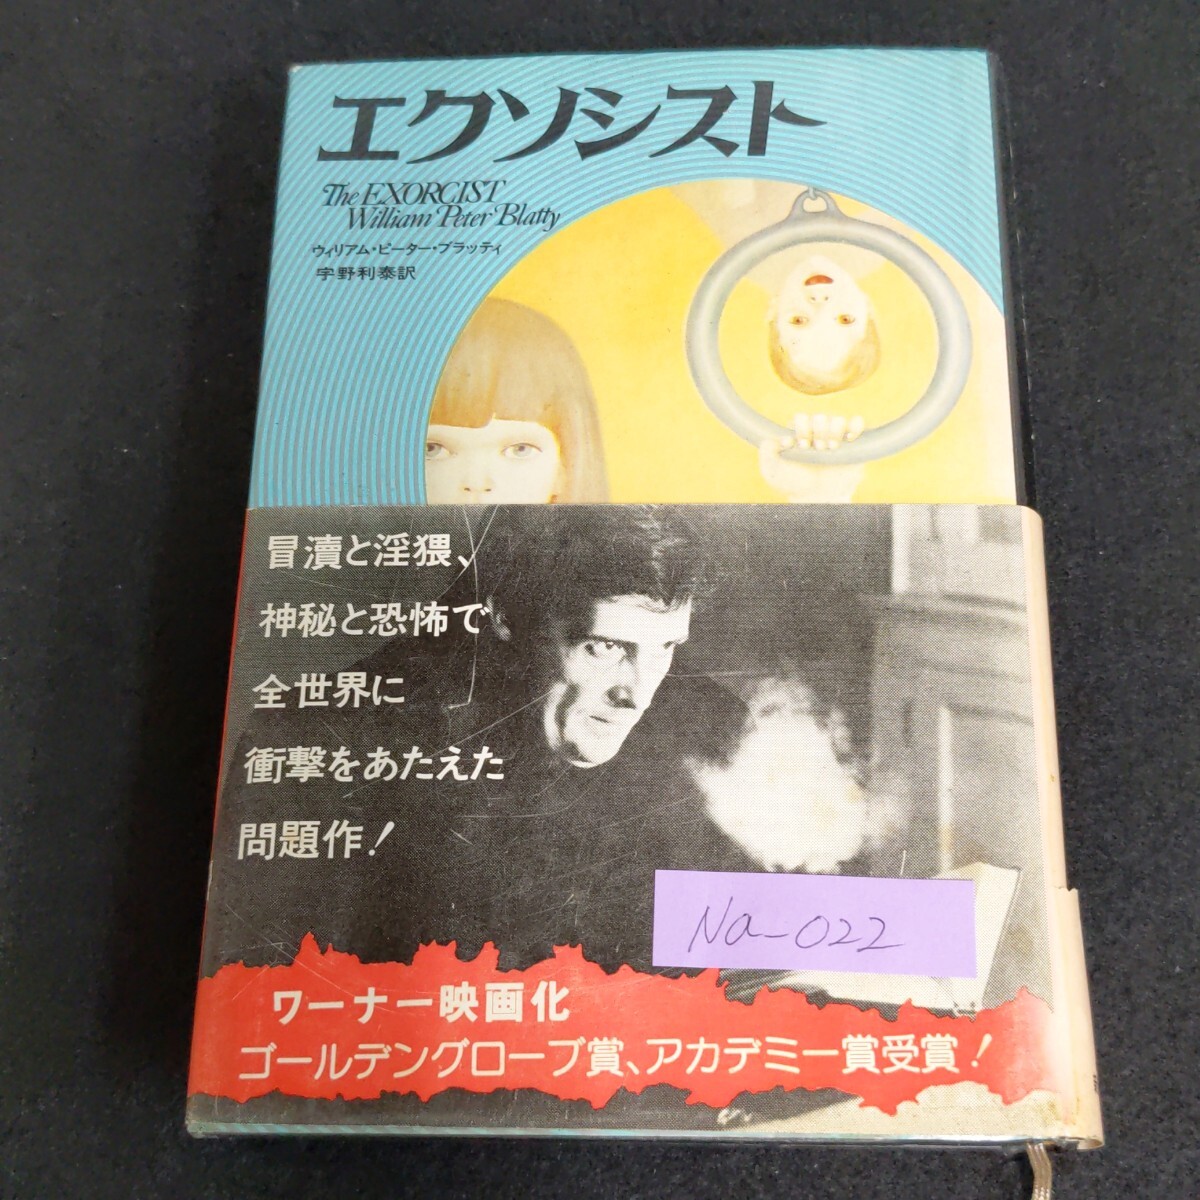 エクソシスト
The EXORCIST
William Peter Blatty
ウィリアム・ピーター・ブラッティ
宇野利泰訳
冒瀆と淫猥、
神秘と恐怖で
全世界に
衝撃をあたえた
問題作!
Na-022
ワーナー映画化
ゴールデングローブ賞、アカデミー賞受賞!